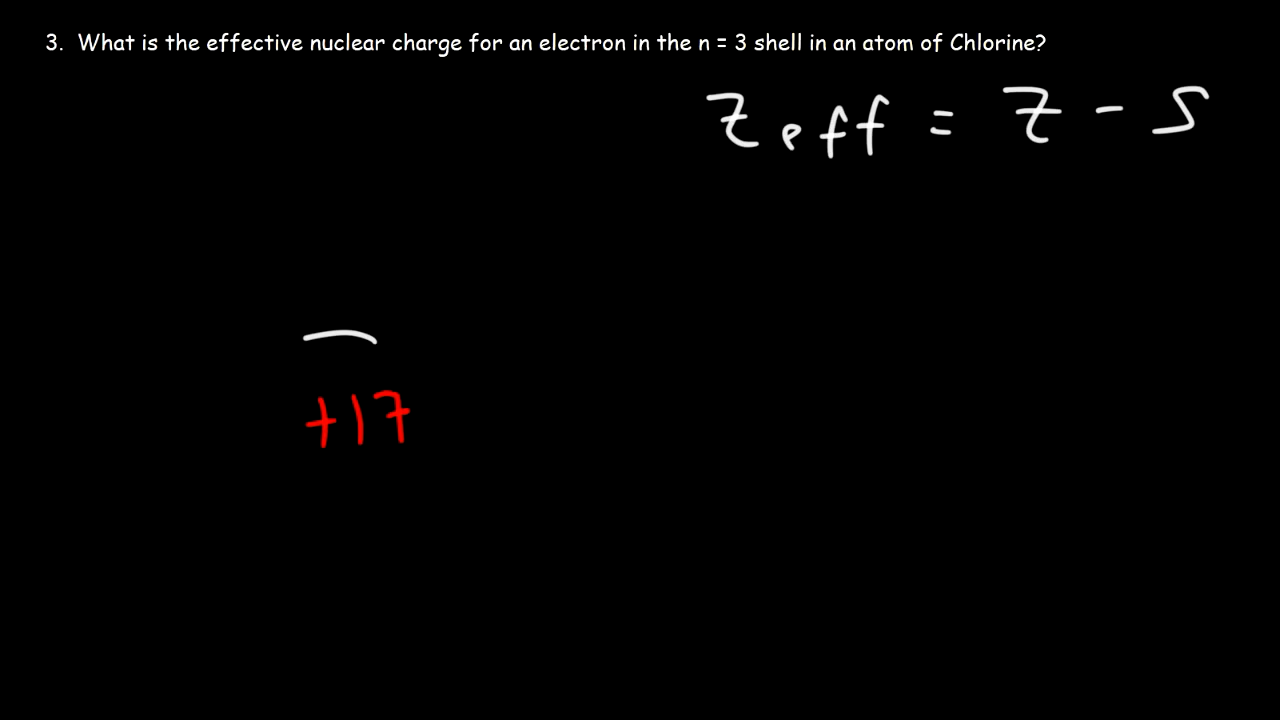 3. What is the effective nuclear charge for an electron in the n = 3 shell in an atom of Chlorine?
Zeff = Z - S
+17